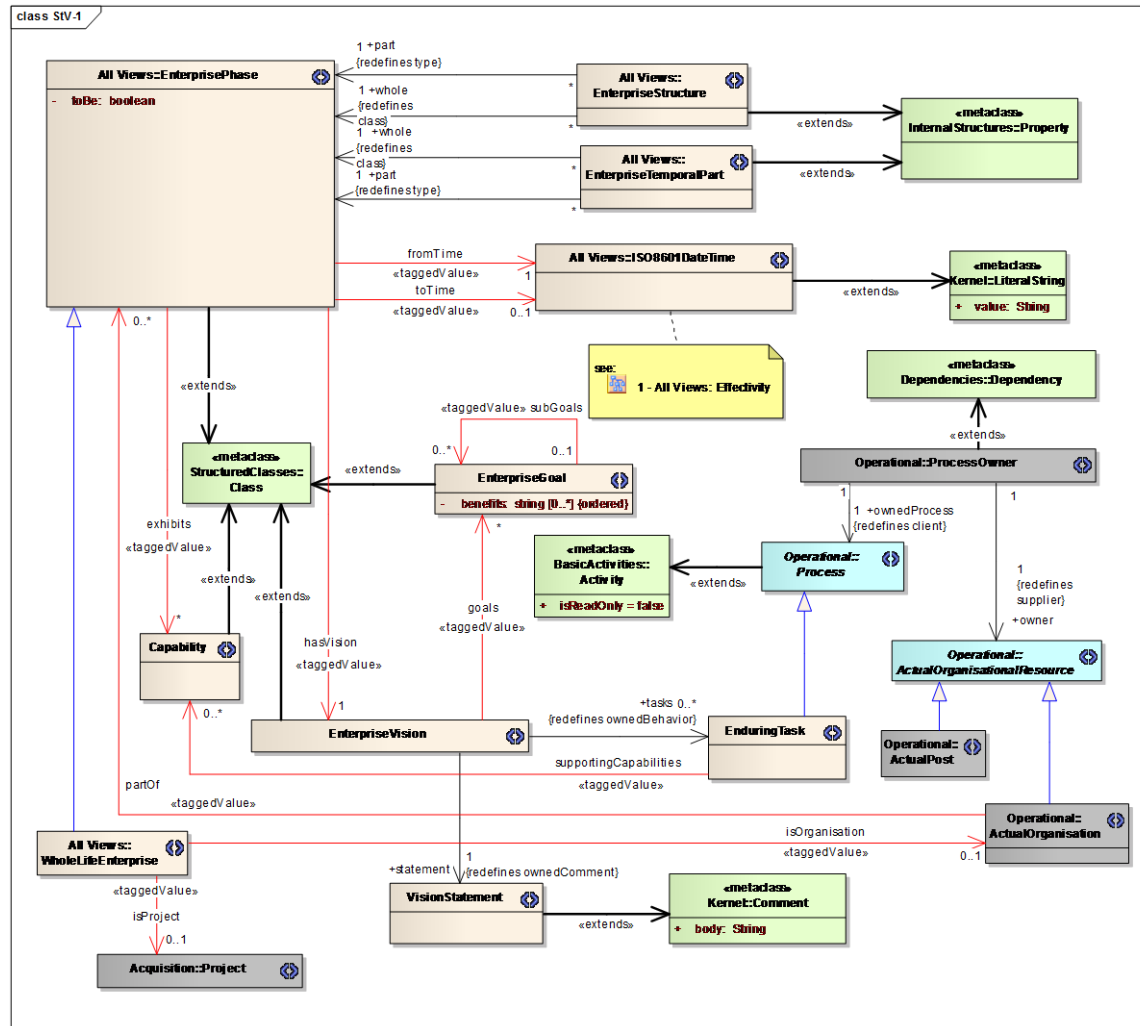 class StV-1
All Views::EnterprisePhase
- toBe: boolean
1 +part
{redefines type}
*
1 +whole
{redefines
class}
*
1 +whole
{redefines
class}
*
1 +part
{redefines type}
*
All Views::
EnterpriseStructure
All Views::
EnterpriseTemporalPart
«extends»
«extends»
«metaclass»
InternalStructures::Property
fromTime
«taggedValue»
1
toTime
«taggedValue»
0..1
All Views::ISO8601DateTime
«extends»
«metaclass»
Kernel::LiteralString
+ value: String
see:
1 - All Views: Effectivity
«metaclass»
Dependencies::Dependency
«extends»
Operational::ProcessOwner
0..*
«extends»
«taggedValue» subGoals
0..*
0..1
«metaclass»
StructuredClasses::
Class
«extends»
EnterpriseGoal
- benefits: string [0..*] {ordered}
*
1
1 +ownedProcess
{redefines client}
1
1
{redefines
supplier}
+owner
exhibits
«taggedValue»
*
«extends»
«extends»
«metaclass»
BasicActivities::
Activity
+ isReadOnly = false
«extends»
Operational::
Process
goals
«taggedValue»
hasVision
«taggedValue»
1
Capability
0..*
Operational::
ActualOrganisationalResource
EnterpriseVision
+tasks 0..*
{redefines ownedBehavior}
EnduringTask
Operational::
ActualPost
supportingCapabilities
«taggedValue»
partOf
«taggedValue»
Operational::
ActualOrganisation
All Views::
WholeLifeEnterprise
isOrganisation
«taggedValue»
0..1
«taggedValue»
isProject
0..1
+statement
1
{redefines ownedComment}
VisionStatement
«extends»
«metaclass»
Kernel::Comment
+ body: String
Acquisition::Project